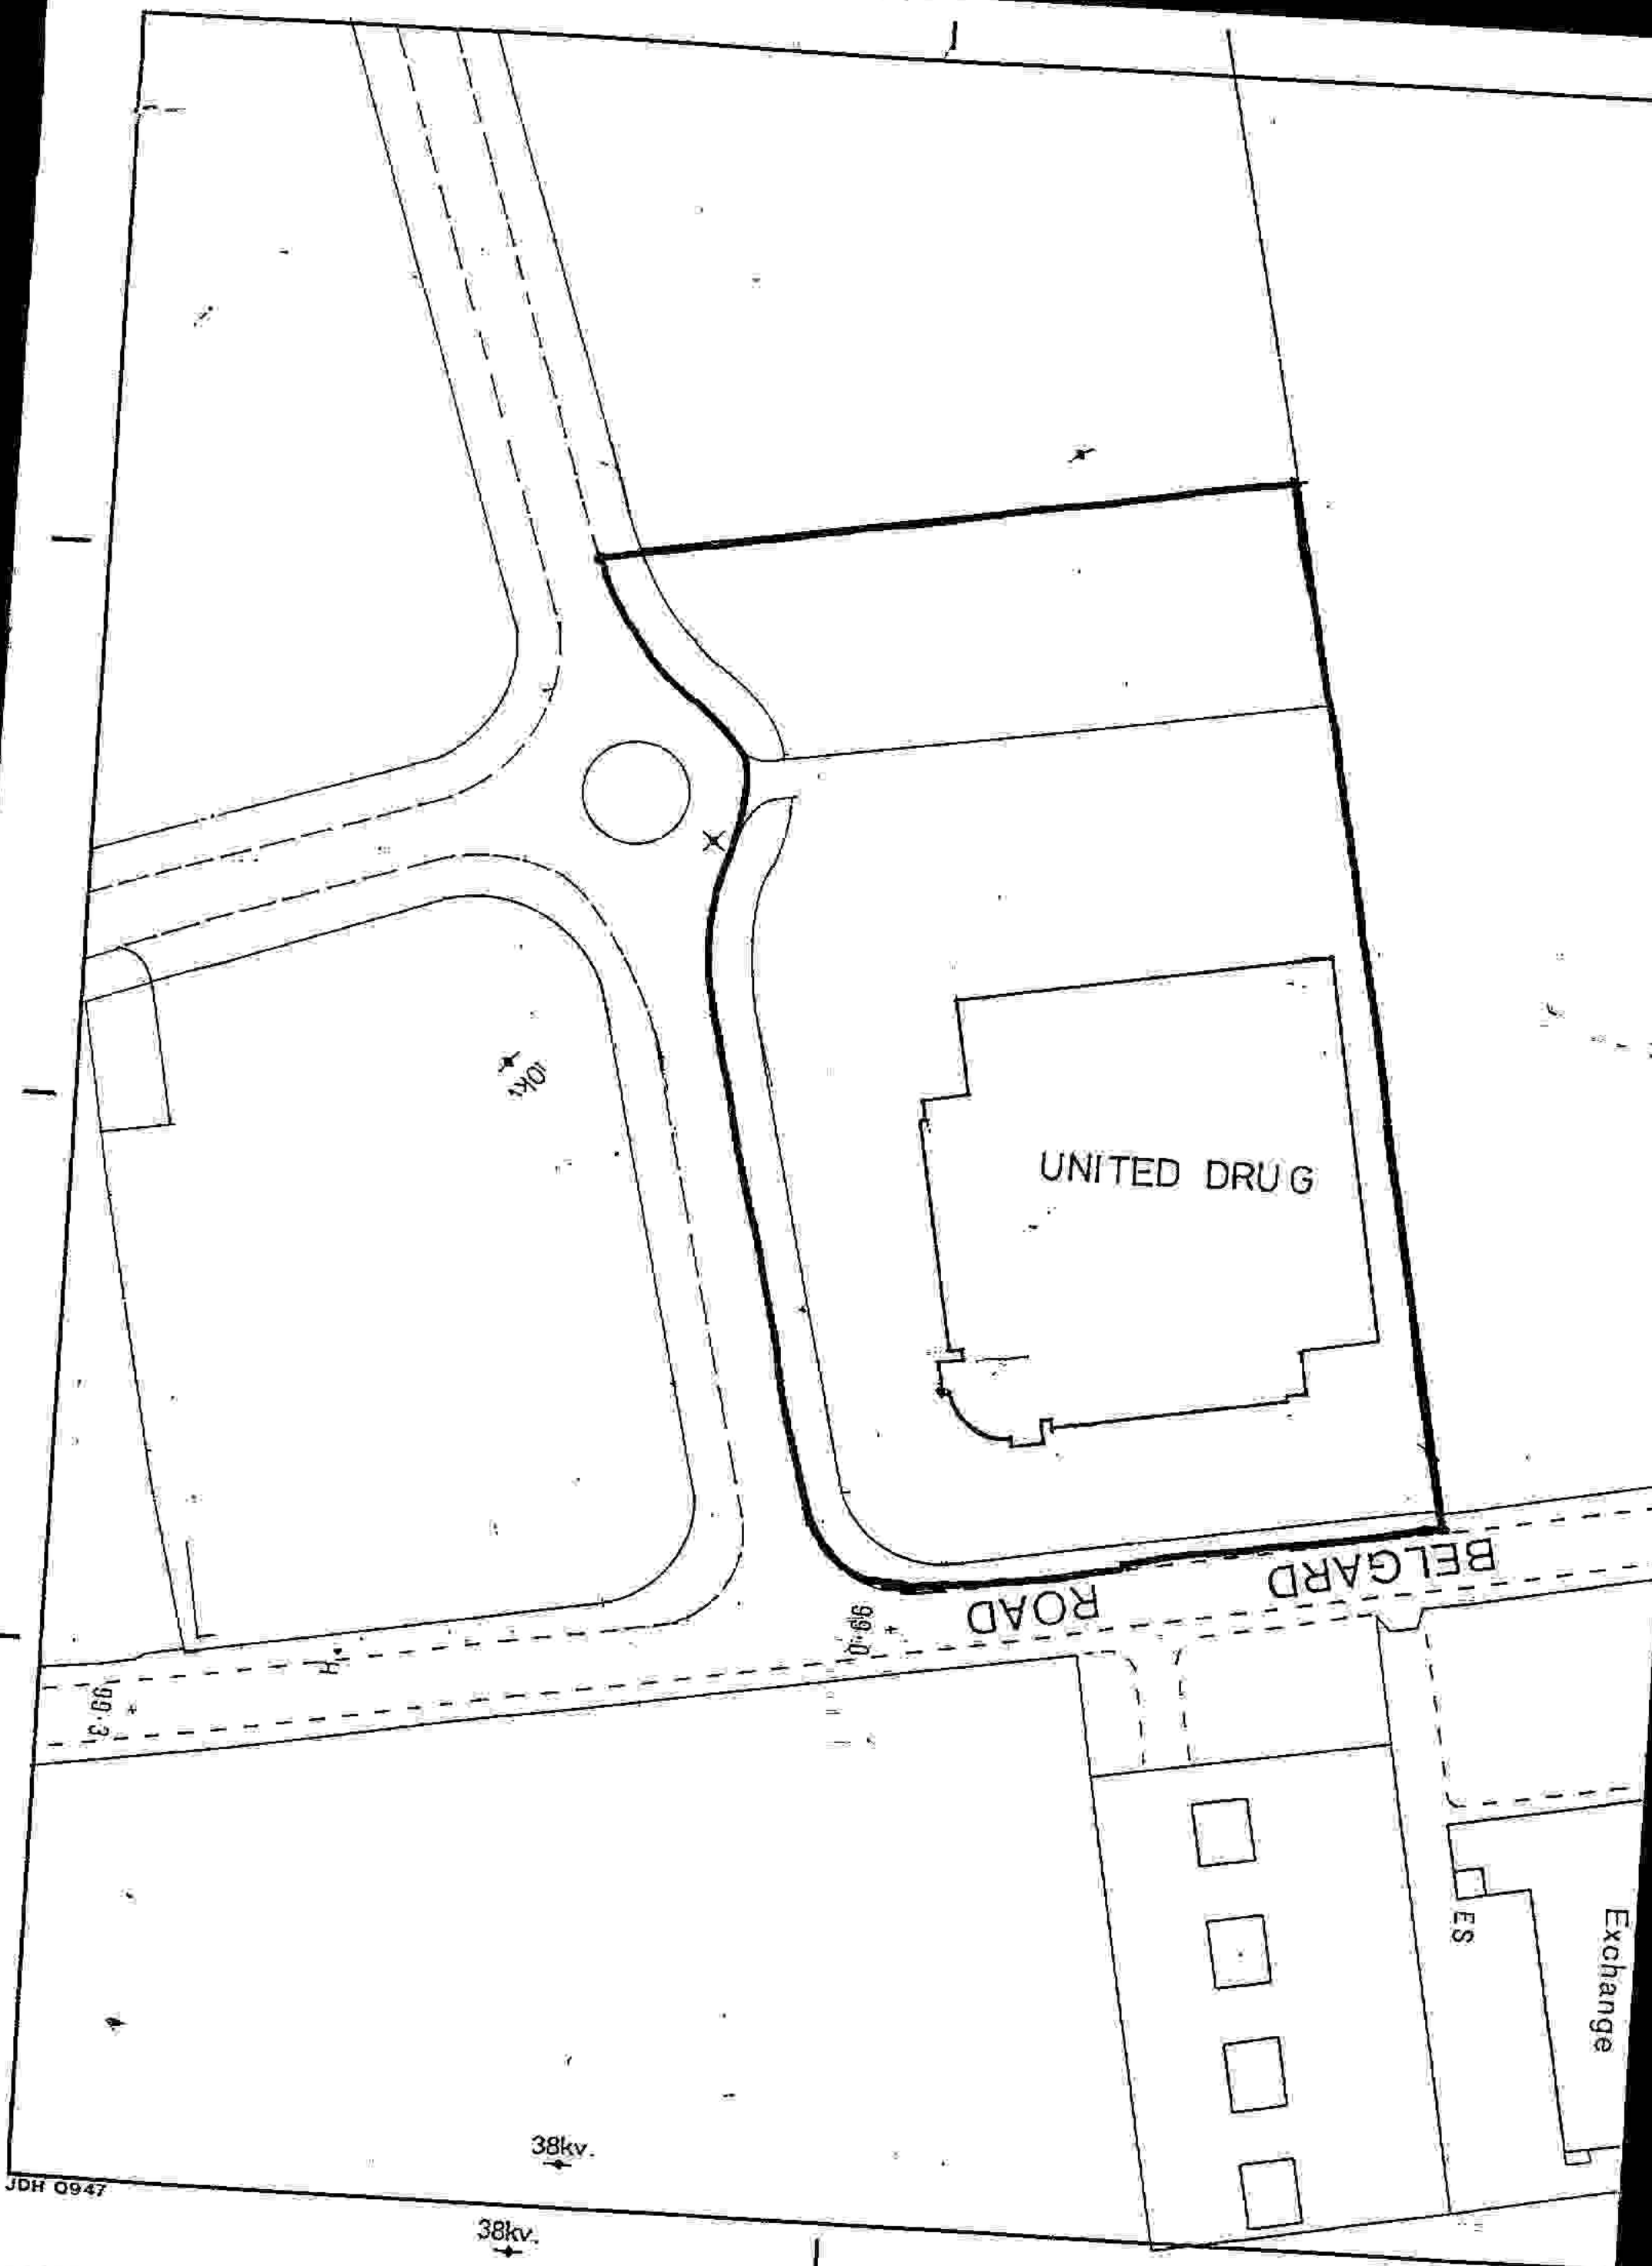 10kv
UNITED DRUG
BELGARD ROAD
99·0
H
99·3
ES
Exchange
38kv.
JDH 0947
38kv.